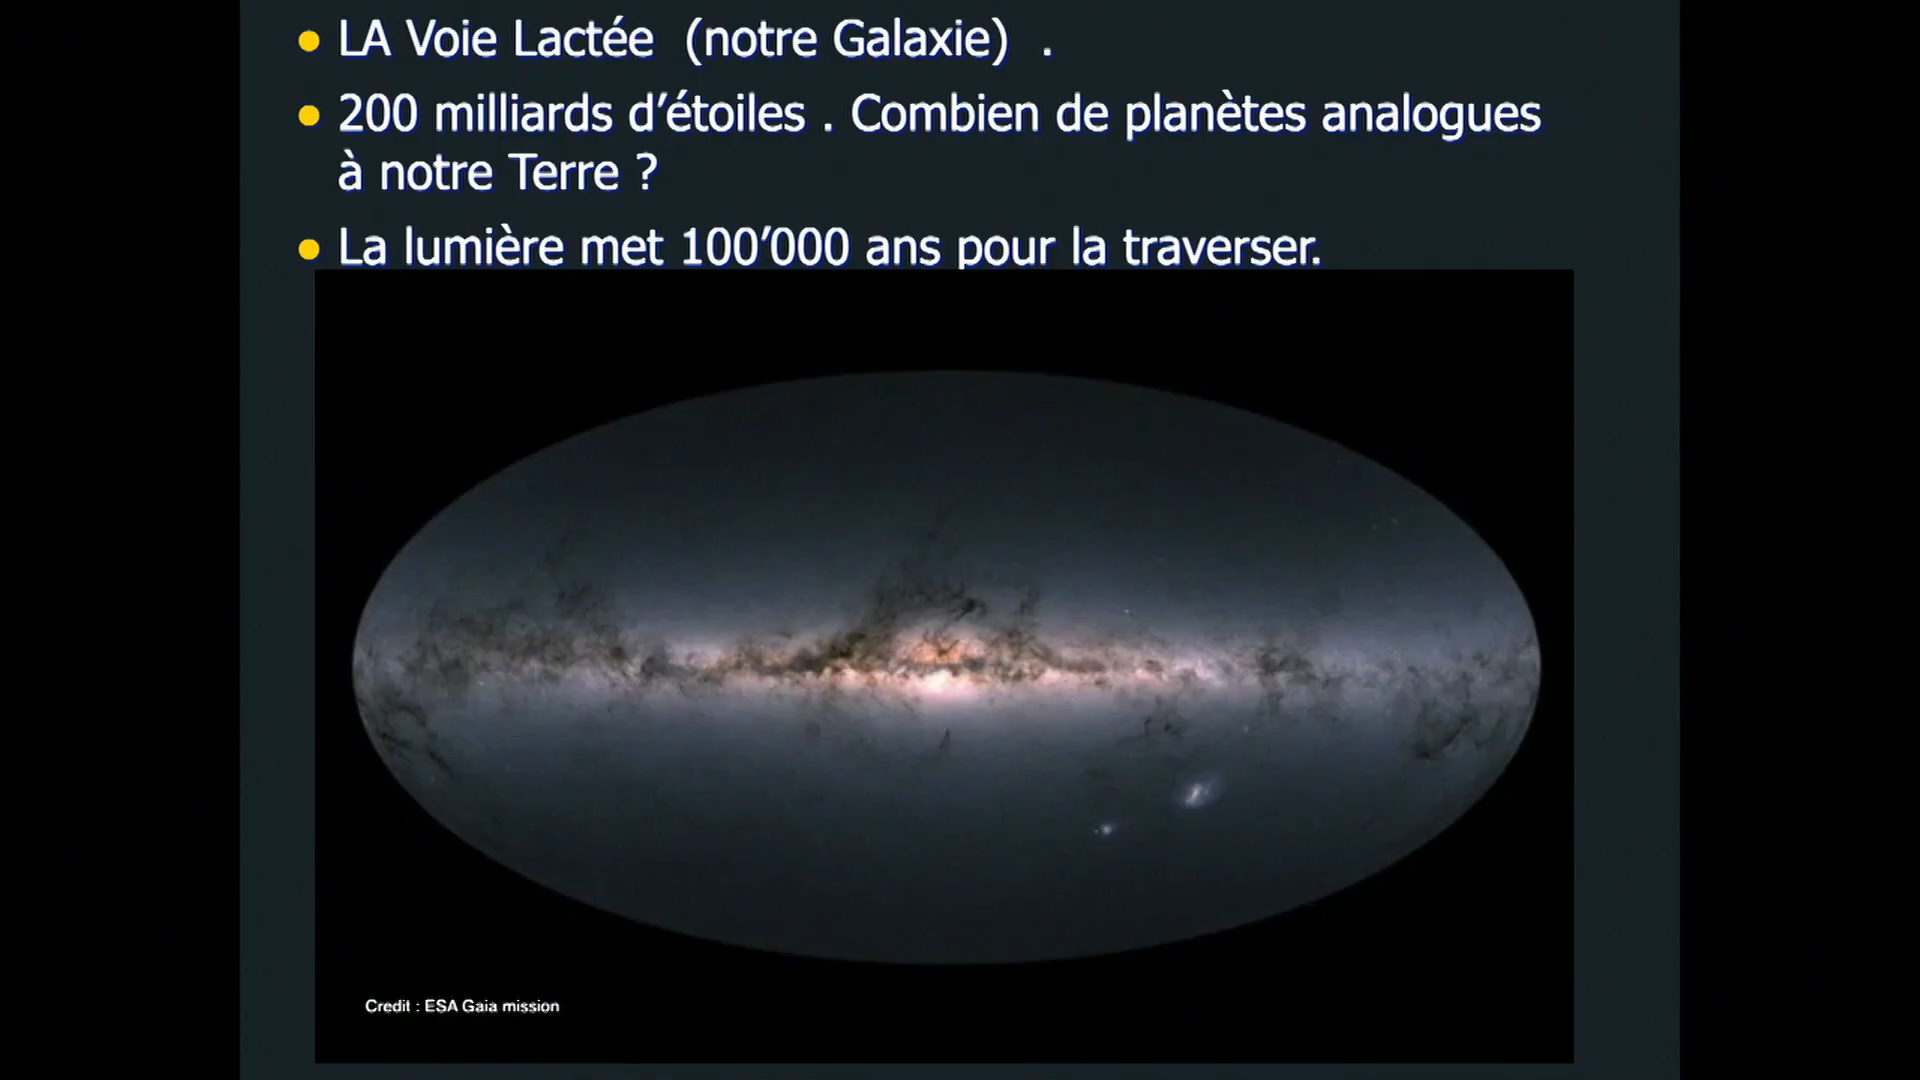 LA Voie Lactée (notre Galaxie) .
200 milliards d’étoiles . Combien de planètes analogues
à notre Terre ?
La lumière met 100’000 ans pour la traverser.
Credit : ESA Gaia mission